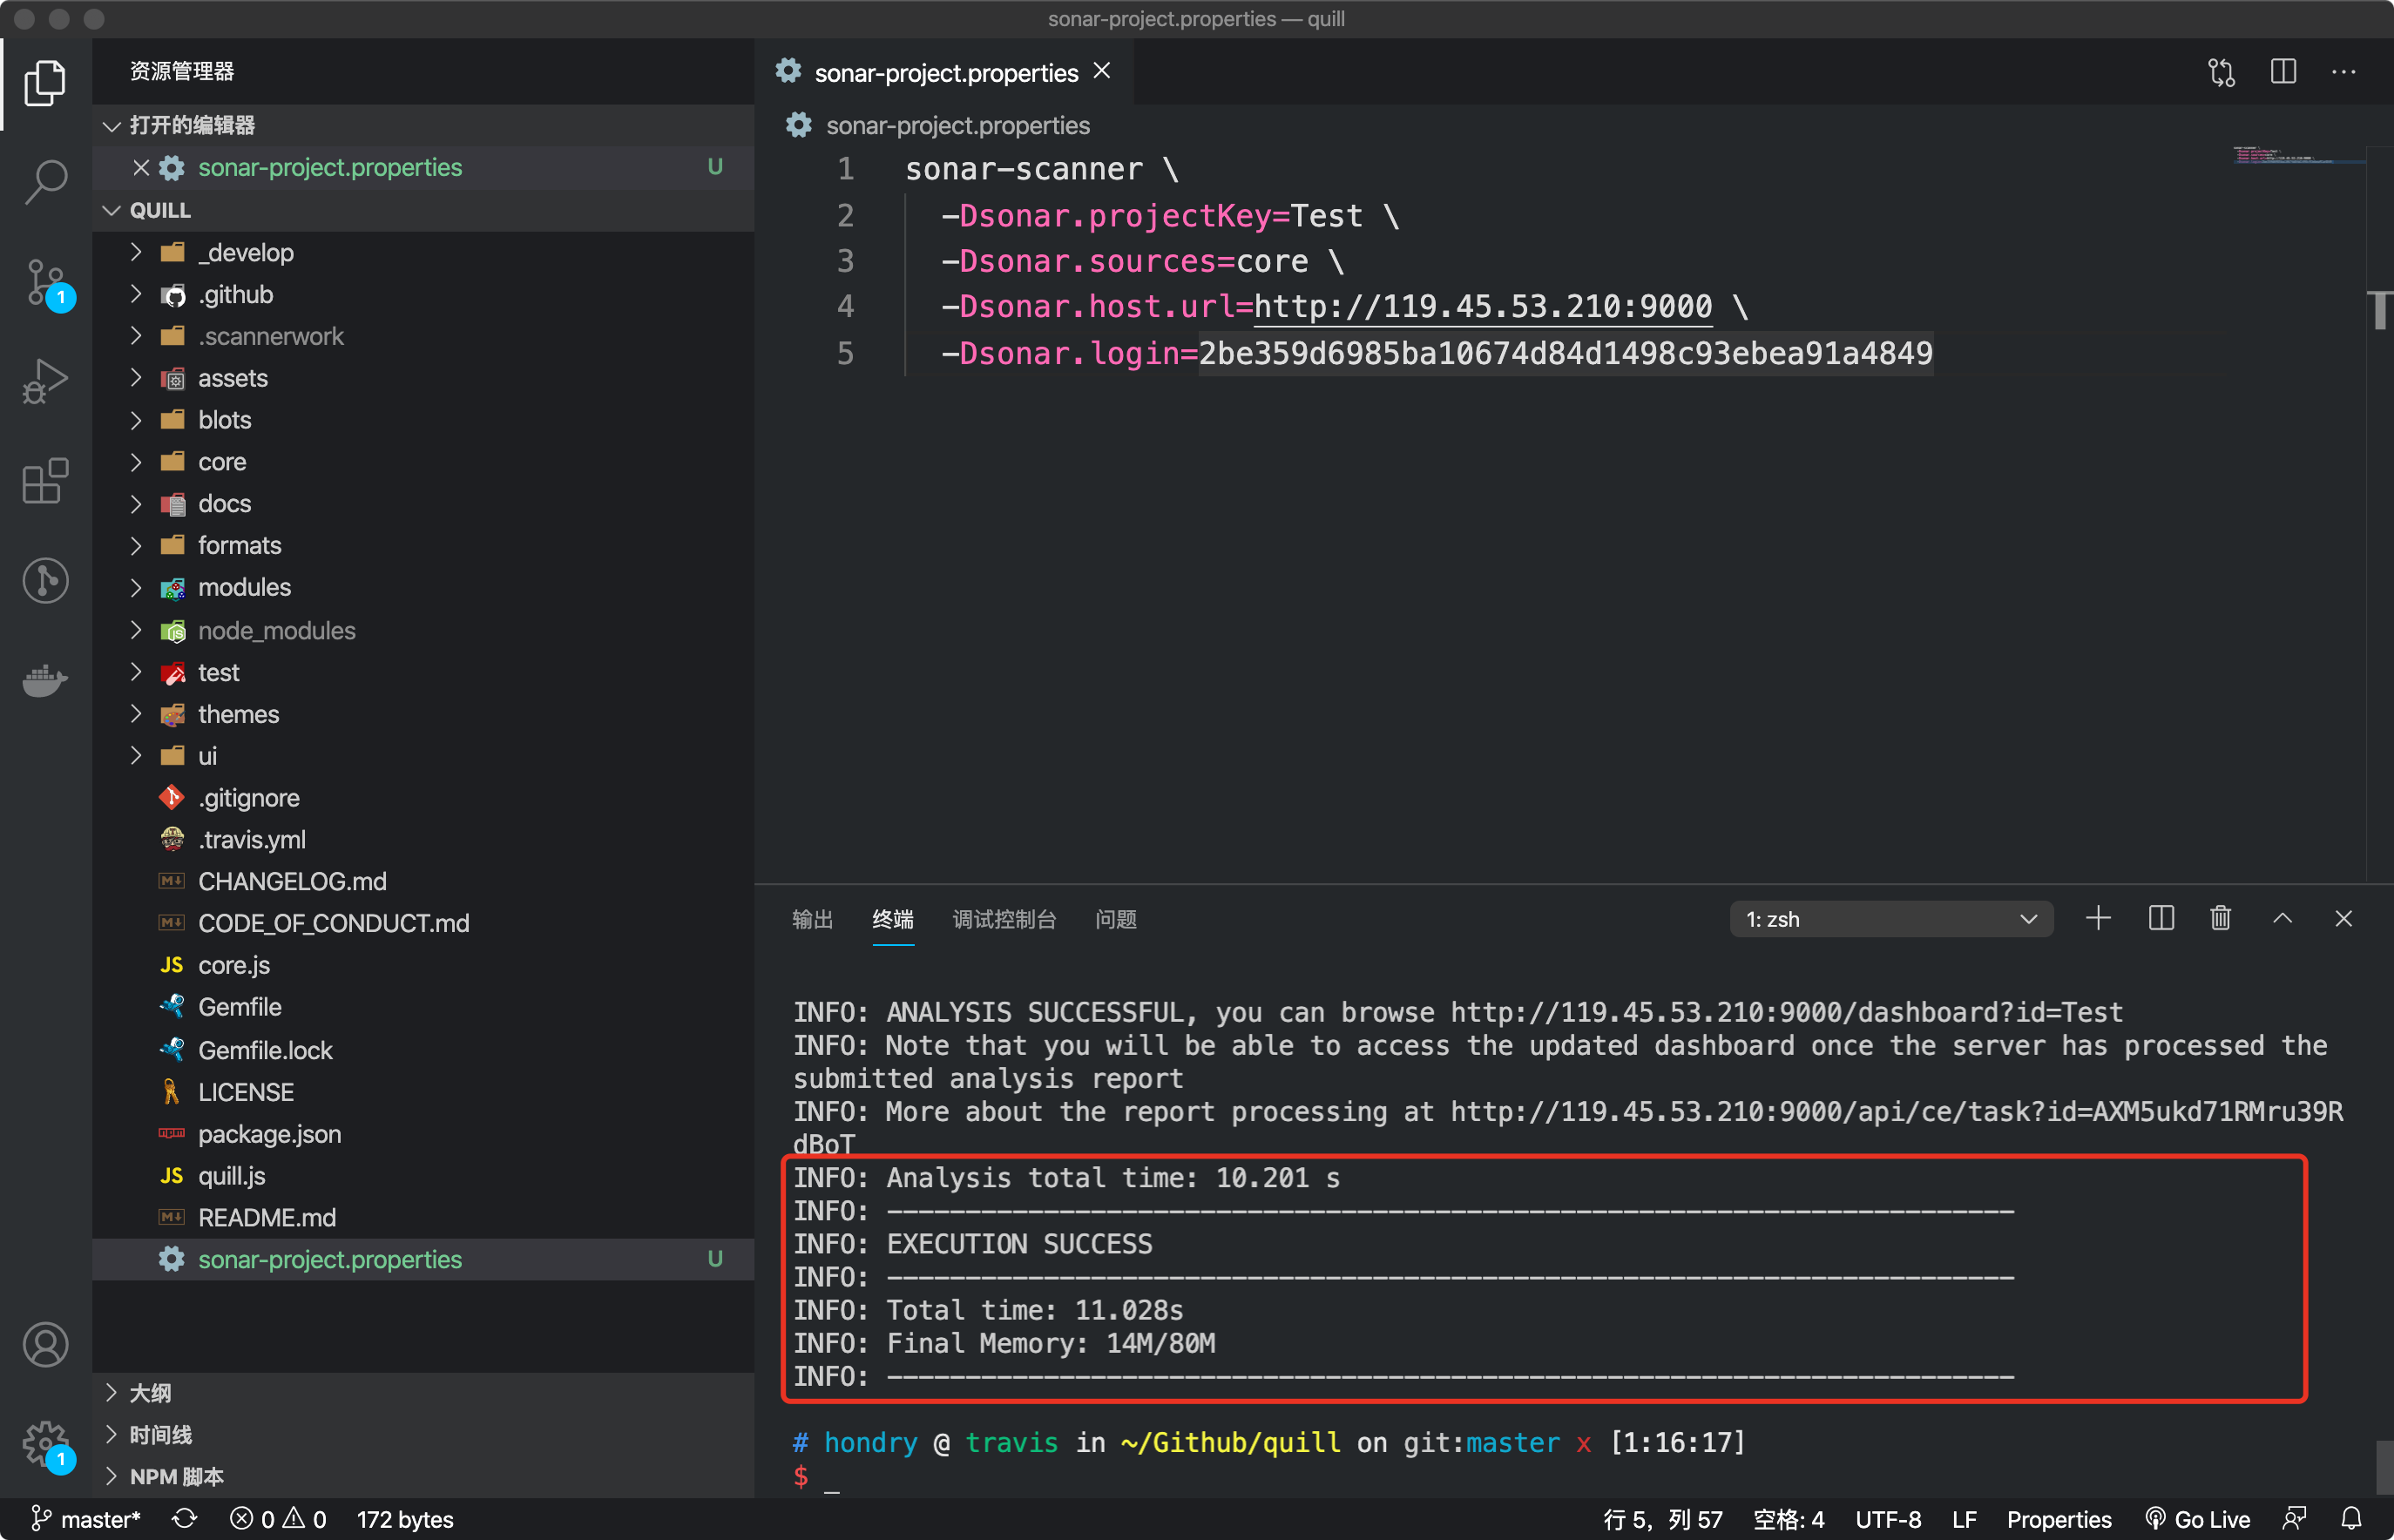 sonar-project.properties — quill
资源管理器
打开的编辑器
sonar-project.properties U
QUILL
_develop
.github
.scannerwork
assets
blots
core
docs
formats
modules
node_modules
test
themes
ui
.gitignore
.travis.yml
CHANGELOG.md
CODE_OF_CONDUCT.md
JS core.js
Gemfile
Gemfile.lock
LICENSE
package.json
JS quill.js
README.md
sonar-project.properties U
大纲
时间线
NPM 脚本
1
1
sonar-project.properties
sonar-project.properties
1 sonar-scanner \
2 -Dsonar.projectKey=Test \
3 -Dsonar.sources=core \
4 -Dsonar.host.url=http://119.45.53.210:9000 \
5 -Dsonar.login=2be359d6985ba10674d84d1498c93ebea91a4849
输出 终端 调试控制台 问题 1: zsh
INFO: ANALYSIS SUCCESSFUL, you can browse http://119.45.53.210:9000/dashboard?id=Test
INFO: Note that you will be able to access the updated dashboard once the server has processed the
submitted analysis report
INFO: More about the report processing at http://119.45.53.210:9000/api/ce/task?id=AXM5ukd71RMru39R
dBoT
INFO: Analysis total time: 10.201 s
INFO: ------------------------------------------------------------------------
INFO: EXECUTION SUCCESS
INFO: ------------------------------------------------------------------------
INFO: Total time: 11.028s
INFO: Final Memory: 14M/80M
INFO: ------------------------------------------------------------------------
# hondry @ travis in ~/Github/quill on git:master x [1:16:17]
$ _
master* 0 0 172 bytes 行 5，列 57 空格: 4 UTF-8 LF Properties Go Live